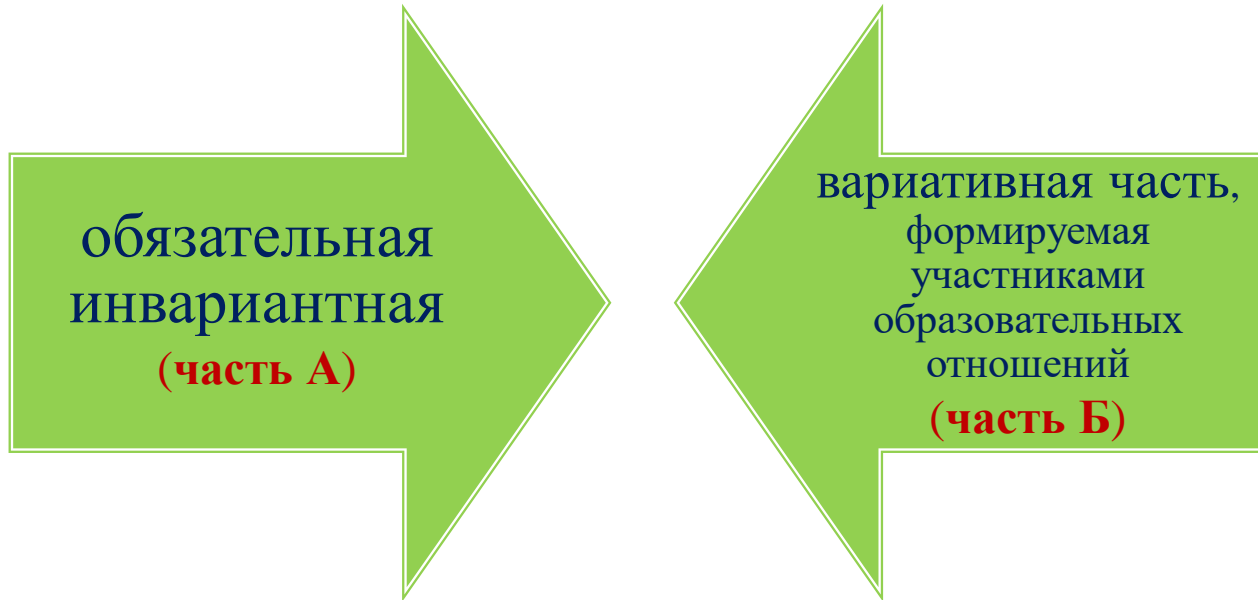 обязательная
инвариантная
(часть А)
вариативная часть,
формируемая
участниками
образовательных
отношений
(часть Б)